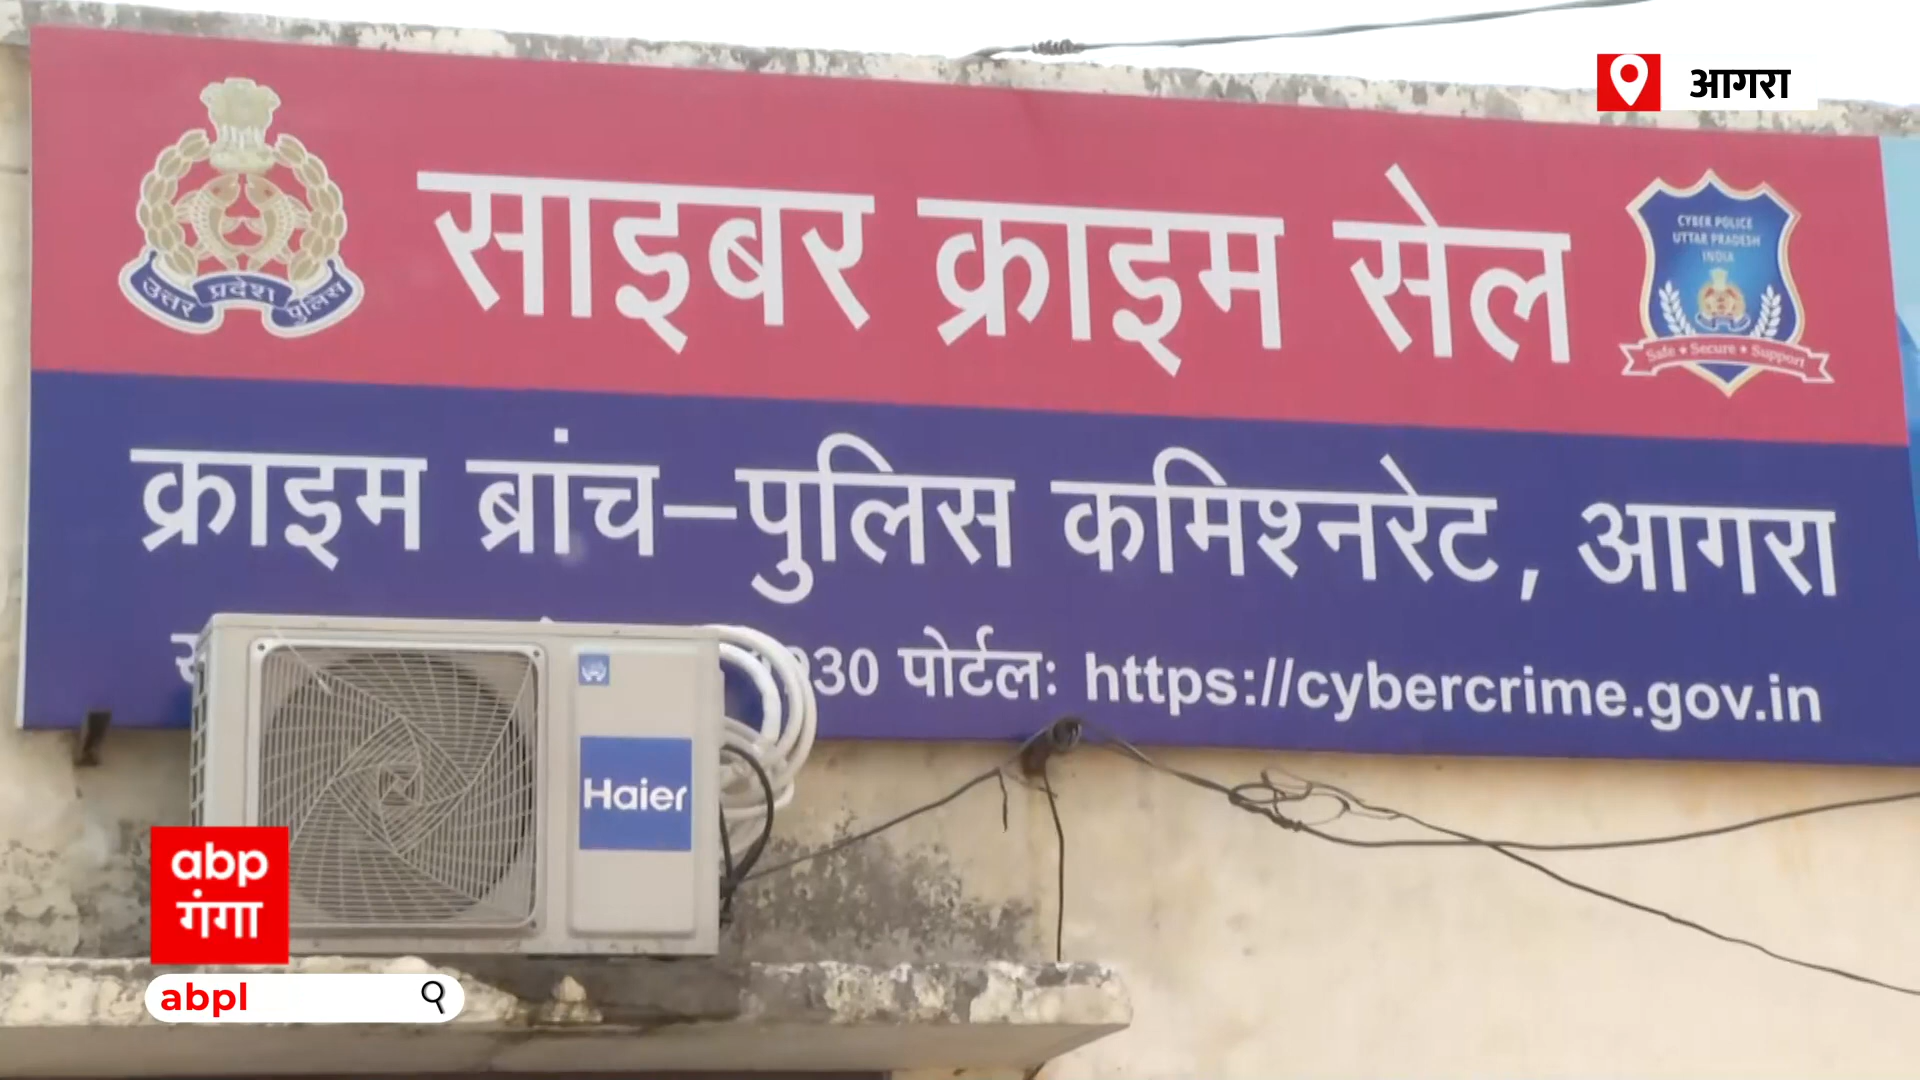 आगरा
साइबर क्राइम सेल
उत्तर प्रदेश पुलिस
CYBER POLICE
UTTAR PRADESH
INDIA
Safe * Secure * Support
क्राइम ब्रांच–पुलिस कमिश्नरेट, आगरा
पोर्टलः https://cybercrime.gov.in
Haier
abp
गंगा
abpl